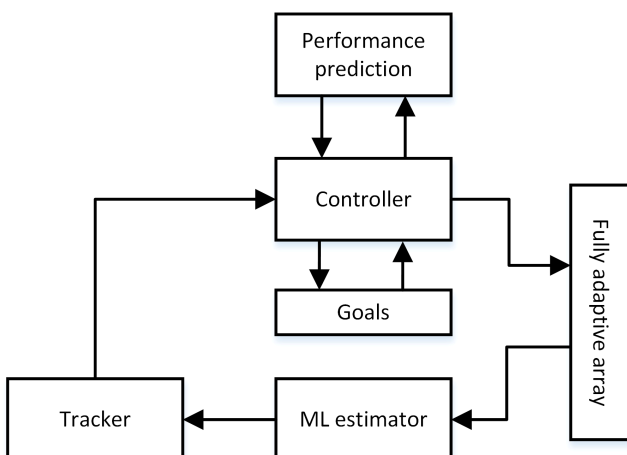 Performance
prediction
Controller
Goals
Fully adaptive array
Tracker
ML estimator